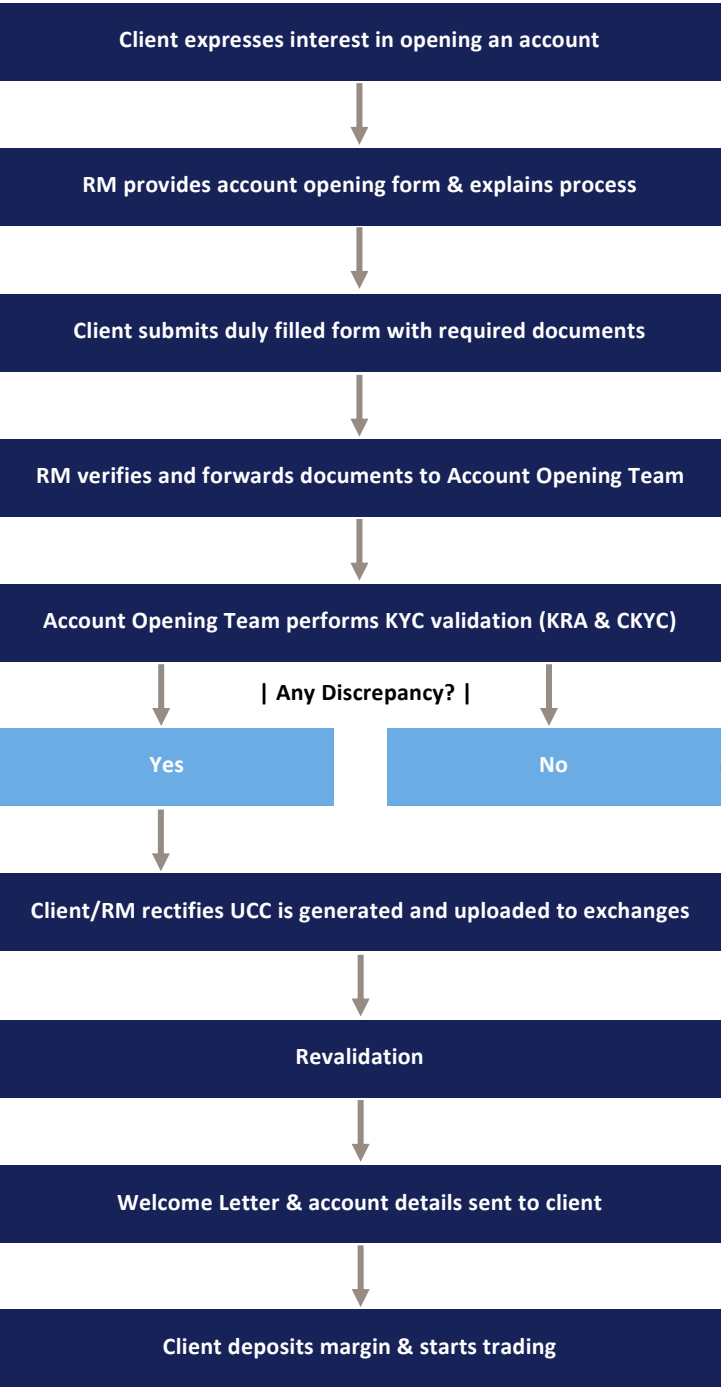 Client expresses interest in opening an account
RM provides account opening form & explains process
Client submits duly filled form with required documents
RM verifies and forwards documents to Account Opening Team
Account Opening Team performs KYC validation (KRA & CKYC)
| Any Discrepancy? |
Yes
No
Client/RM rectifies UCC is generated and uploaded to exchanges
Revalidation
Welcome Letter & account details sent to client
Client deposits margin & starts trading